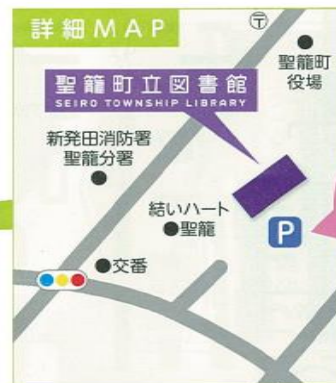 詳細MAP
〒
聖籠町
役場
聖籠町立図書館
SEIRO TOWNSHIP LIBRARY
新発田消防署
聖籠分署
結いハート
聖籠
P
交番